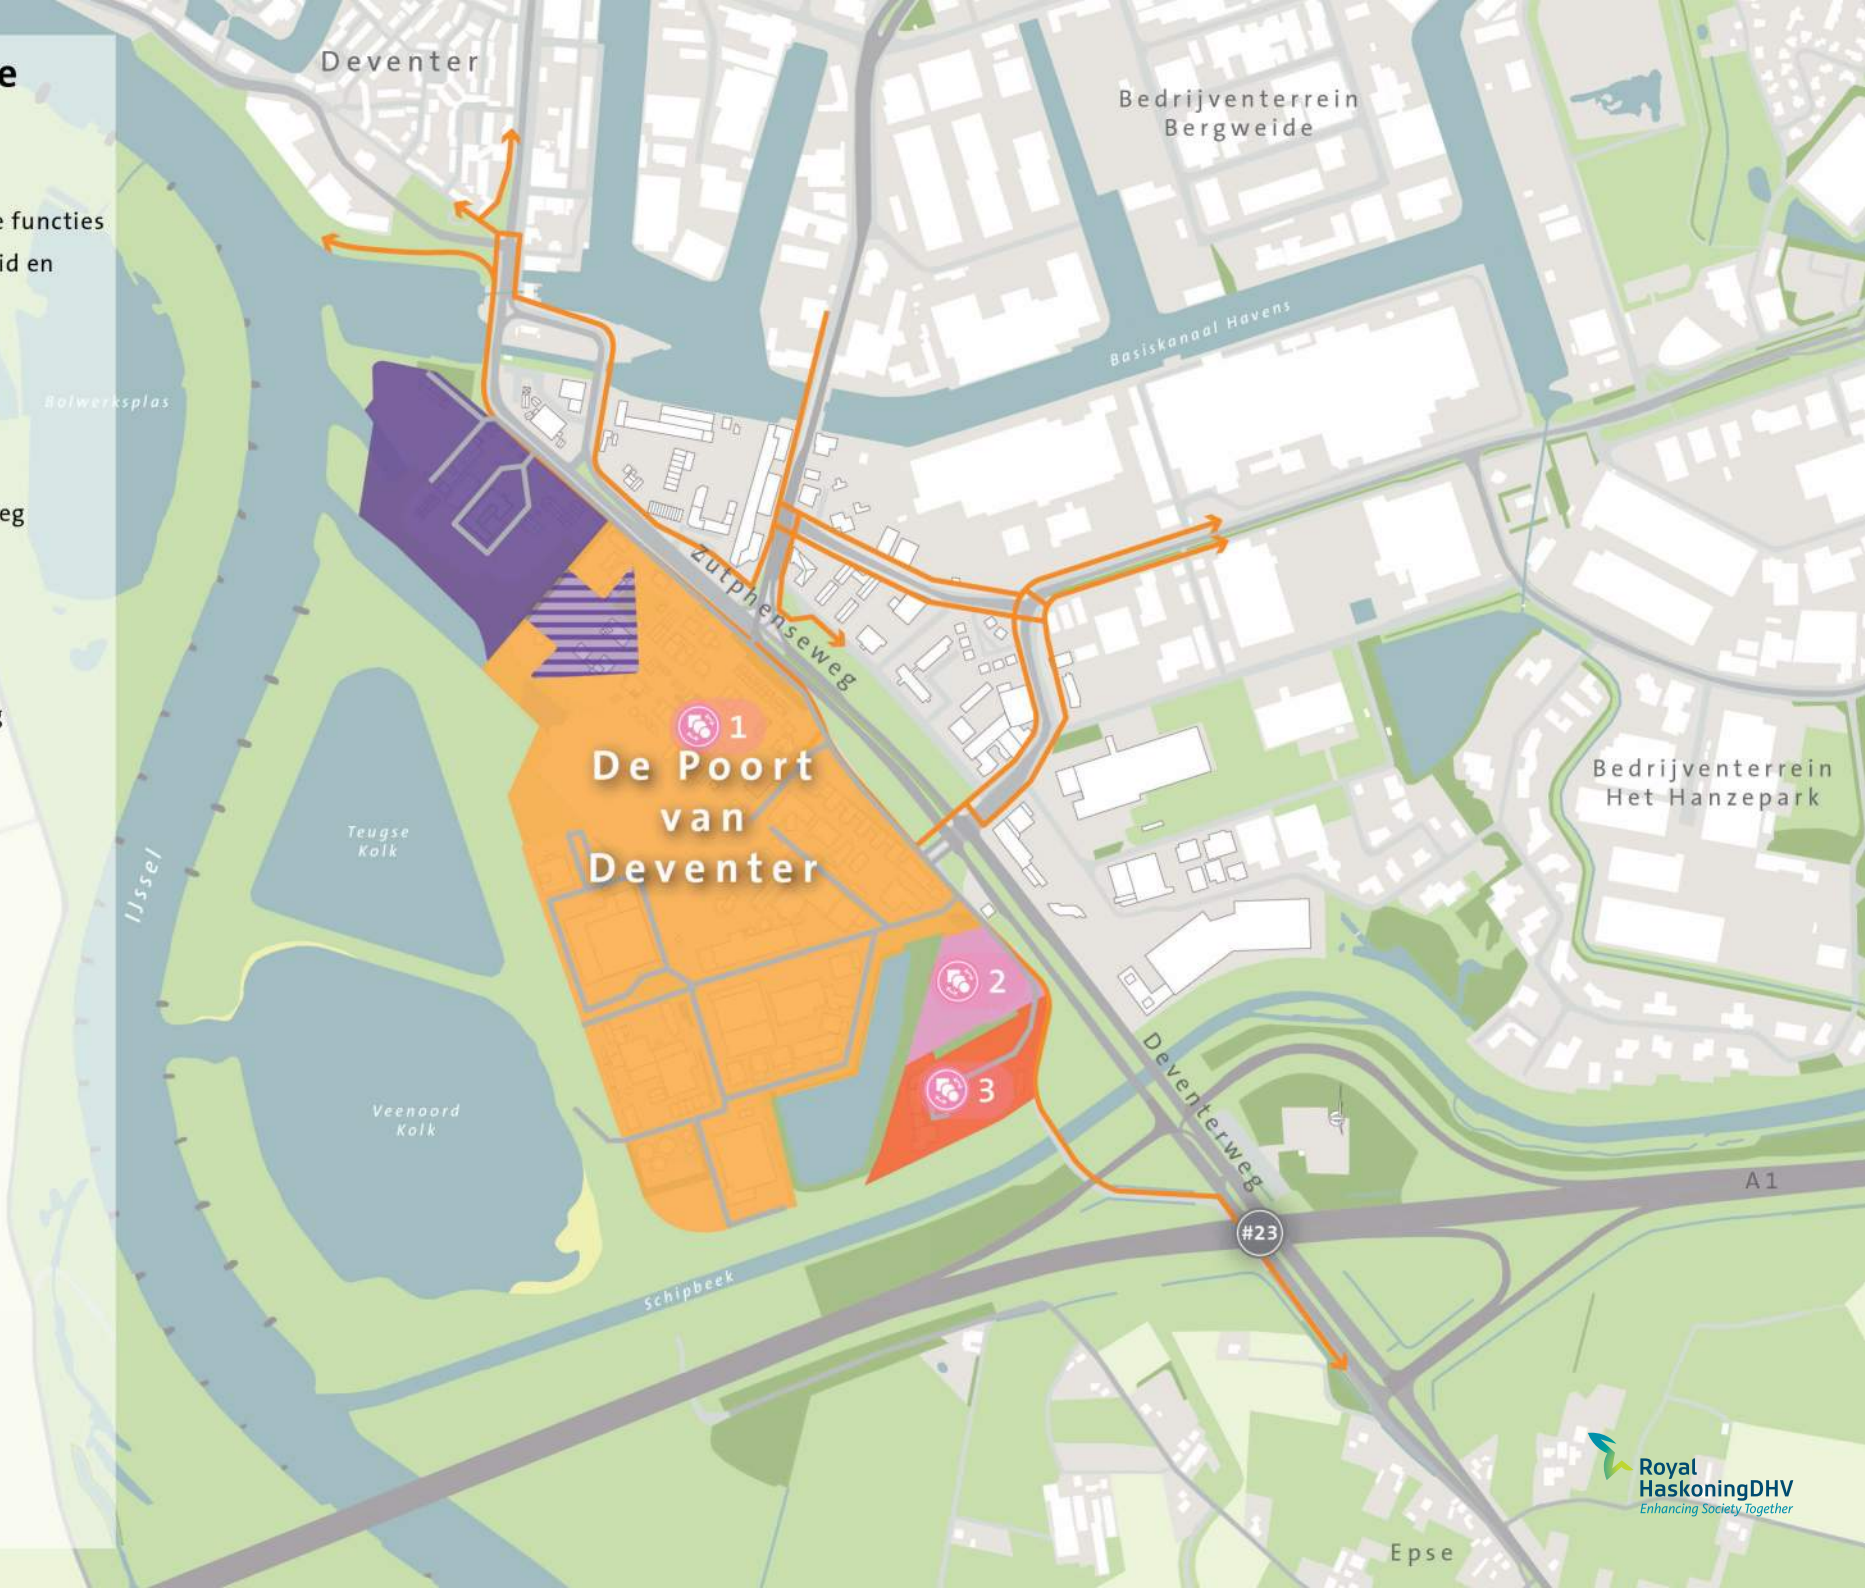 e
e functies
id en
eg
g
Deventer
Bedrijventerrein
Bergweide
Basiskanaal Havens
Bolwerksplas
Zutphenseweg
1
De Poort
van
Deventer
Teugse
Kolk
IJssel
Bedrijventerrein
Het Hanzepark
2
3
Veenoord
Kolk
Deventerweg
A1
#23
Schipbeek
Royal
HaskoningDHV
Enhancing Society Together
Epse